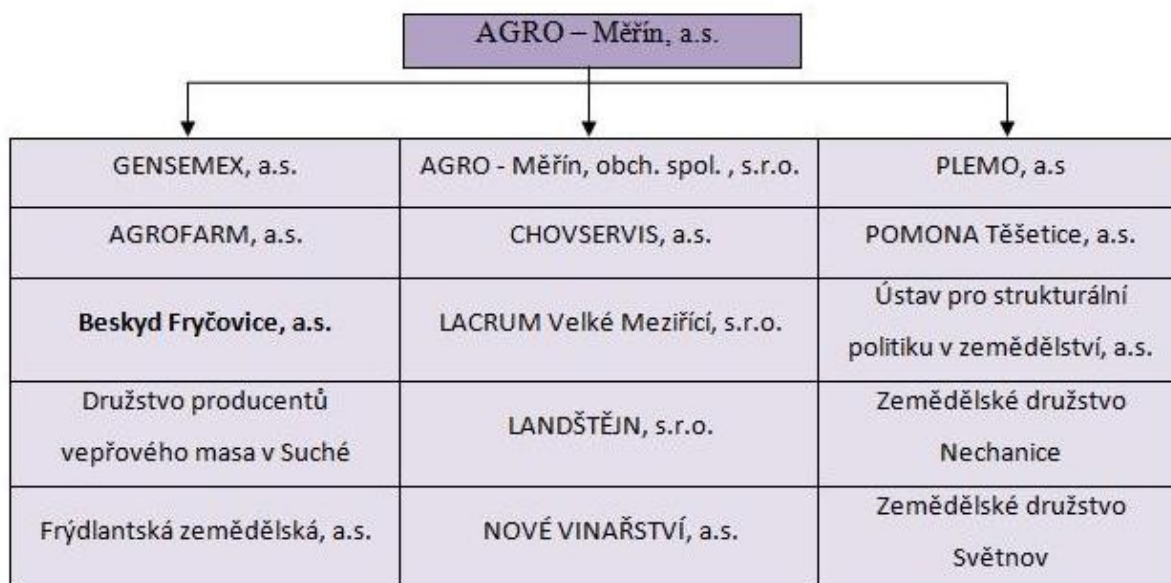 AGRO – Měřín, a.s.
GENSEMEX, a.s.
AGRO - Měřín, obch. spol. , s.r.o.
PLEMO, a.s
AGROFARM, a.s.
CHOVSERVIS, a.s.
POMONA Těšetice, a.s.
Beskyd Fryčovice, a.s.
LACRUM Velké Meziřící, s.r.o.
Ústav pro strukturální
politiku v zemědělství, a.s.
Družstvo producentů
vepřového masa v Suché
LANDŠTĚJN, s.r.o.
Zemědělské družstvo
Nechanice
Frýdlantská zemědělská, a.s.
NOVÉ VINAŘSTVÍ, a.s.
Zemědělské družstvo
Světnov